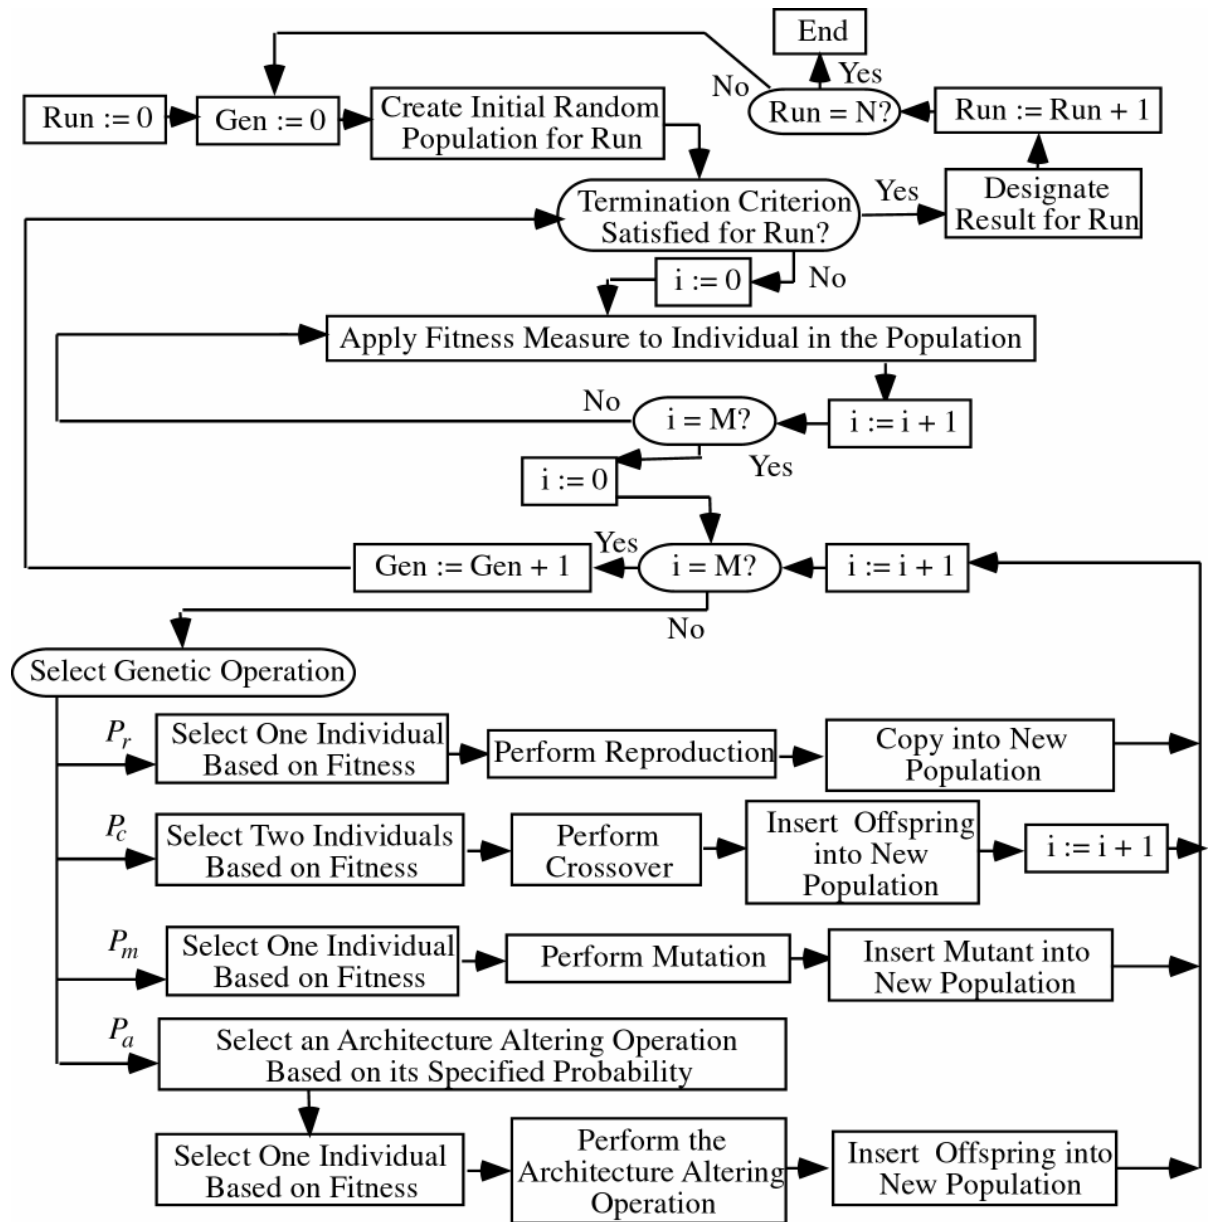 End
No
Yes
Run := 0
Gen := 0
Create Initial Random
Population for Run
Run = N?
Run := Run + 1
Termination Criterion
Satisfied for Run?
Yes
Designate
Result for Run
i := 0
No
Apply Fitness Measure to Individual in the Population
No
i = M?
i := i + 1
i := 0
Yes
Gen := Gen + 1
Yes
i = M?
i := i + 1
No
Select Genetic Operation
Pr
Select One Individual
Based on Fitness
Perform Reproduction
Copy into New
Population
Pc
Select Two Individuals
Based on Fitness
Perform
Crossover
Insert Offspring
into New
Population
i := i + 1
Pm
Select One Individual
Based on Fitness
Perform Mutation
Insert Mutant into
New Population
Pa
Select an Architecture Altering Operation
Based on its Specified Probability
Select One Individual
Based on Fitness
Perform the
Architecture Altering
Operation
Insert Offspring into
New Population